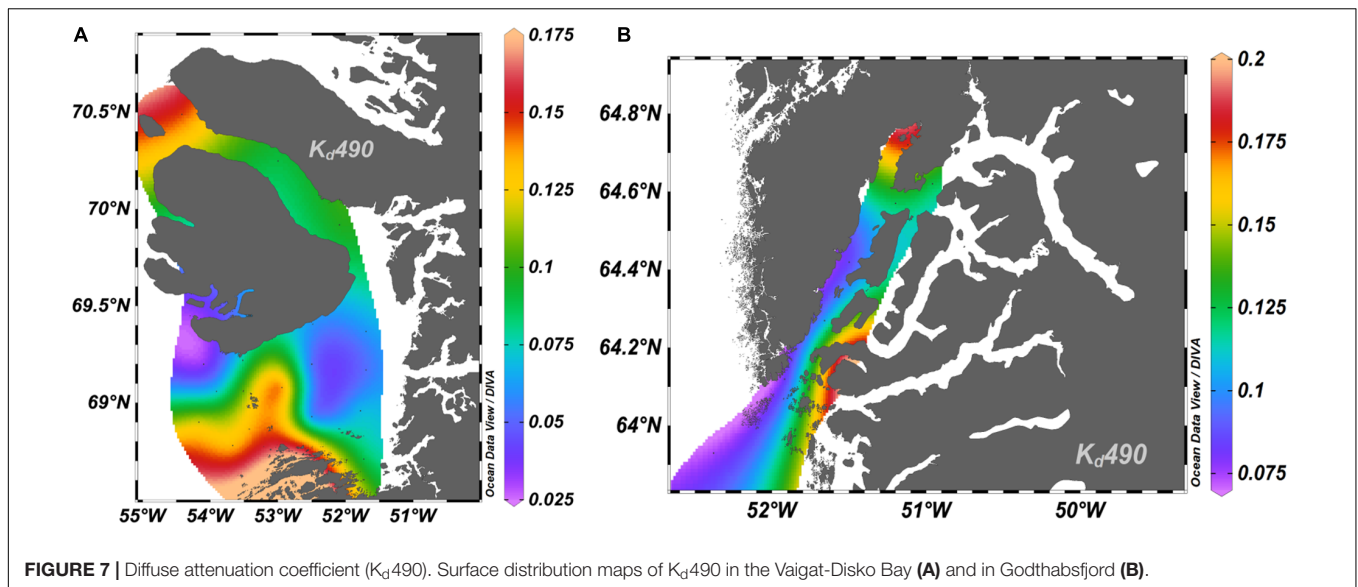 A
B
70.5°N
70°N
69.5°N
69°N
55°W 54°W 53°W 52°W 51°W
K_d490
0.175
0.15
0.125
0.1
0.075
0.05
0.025
Ocean Data View / DIVA
64.8°N
64.6°N
64.4°N
64.2°N
64°N
52°W 51°W 50°W
K_d490
0.2
0.175
0.15
0.125
0.1
0.075
Ocean Data View / DIVA
FIGURE 7 | Diffuse attenuation coefficient (K_d490). Surface distribution maps of K_d490 in the Vaigat-Disko Bay (A) and in Godthabsfjord (B).